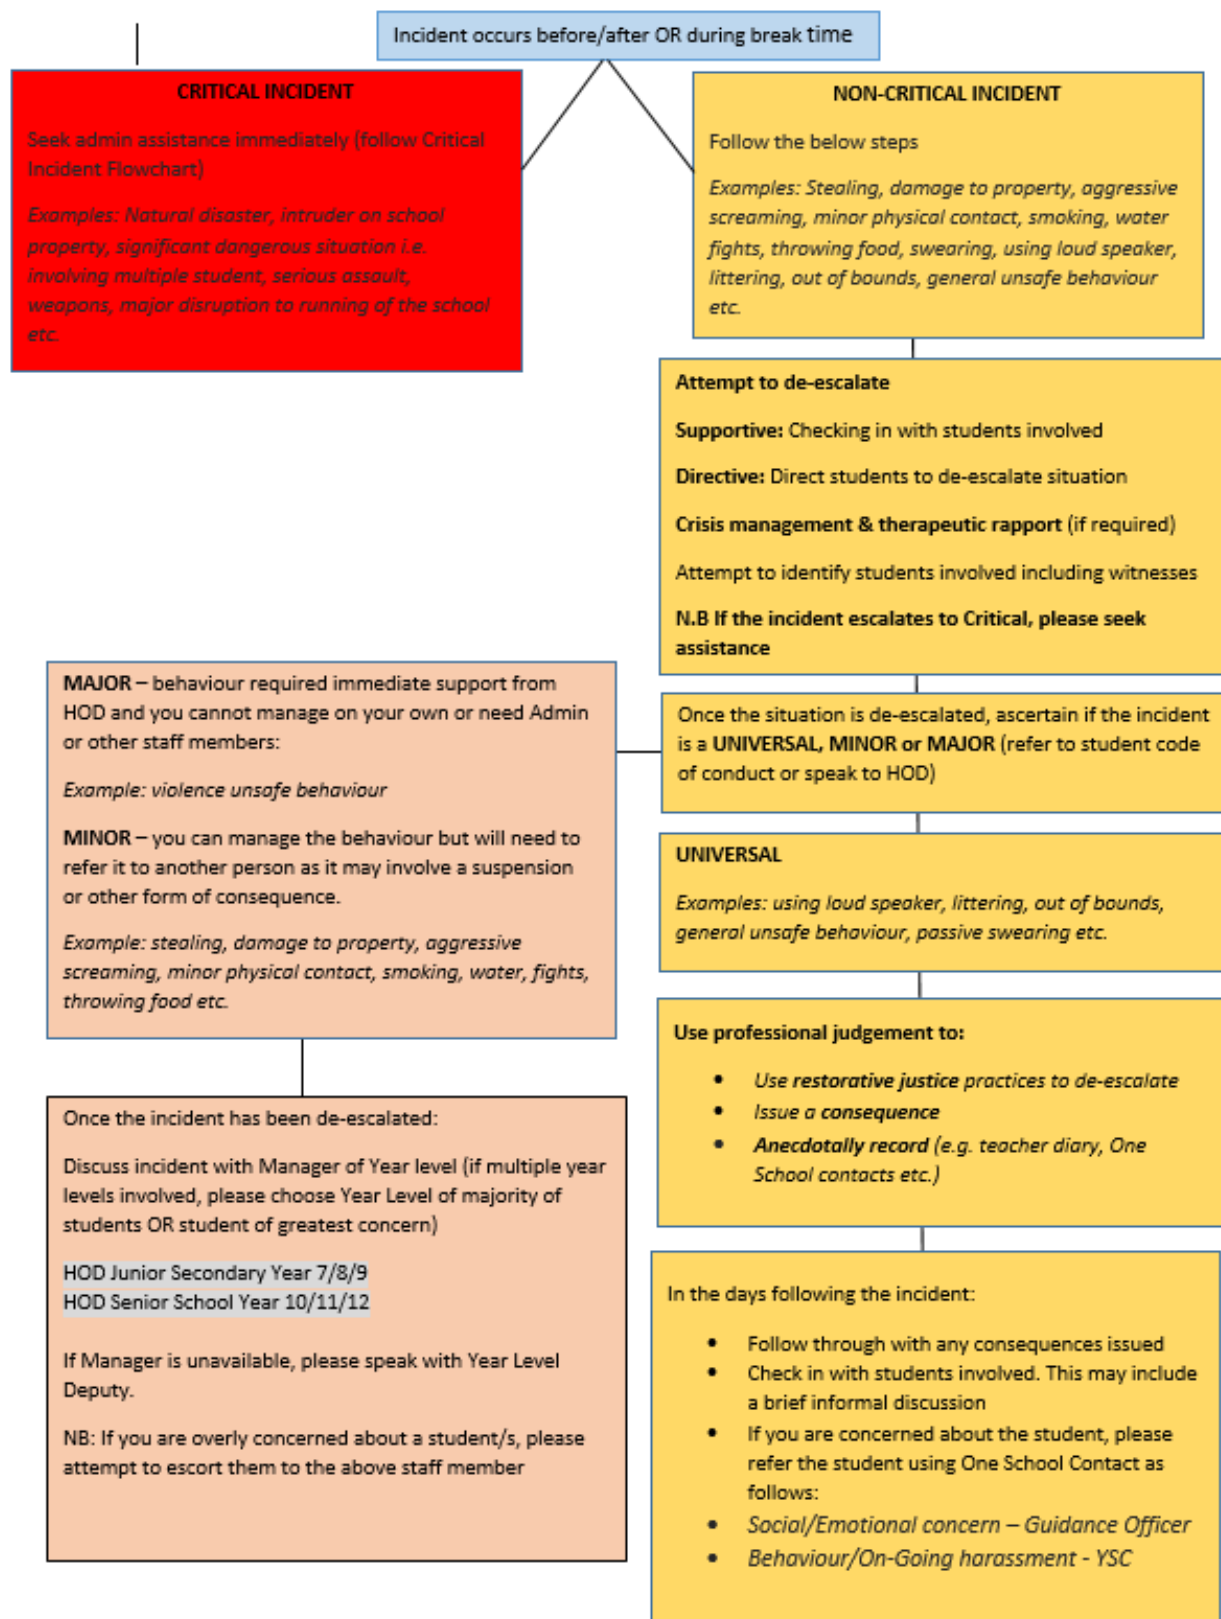 Incident occurs before/after OR during break time
CRITICAL INCIDENT
Seek admin assistance immediately (follow Critical
Incident Flowchart)
Examples: Natural disaster, intruder on school
property, significant dangerous situation i.e.
involving multiple student, serious assault,
weapons, major disruption to running of the school
etc.
NON-CRITICAL INCIDENT
Follow the below steps
Examples: Stealing, damage to property, aggressive
screaming, minor physical contact, smoking, water
fights, throwing food, swearing, using loud speaker,
littering, out of bounds, general unsafe behaviour
etc.
Attempt to de-escalate
Supportive: Checking in with students involved
Directive: Direct students to de-escalate situation
Crisis management & therapeutic rapport (if required)
Attempt to identify students involved including witnesses
N.B If the incident escalates to Critical, please seek
assistance
Once the situation is de-escalated, ascertain if the incident
is a UNIVERSAL, MINOR or MAJOR (refer to student code
of conduct or speak to HOD)
MAJOR – behaviour required immediate support from
HOD and you cannot manage on your own or need Admin
or other staff members:
Example: violence unsafe behaviour
MINOR – you can manage the behaviour but will need to
refer it to another person as it may involve a suspension
or other form of consequence.
Example: stealing, damage to property, aggressive
screaming, minor physical contact, smoking, water, fights,
throwing food etc.
Once the incident has been de-escalated:
Discuss incident with Manager of Year level (if multiple year
levels involved, please choose Year Level of majority of
students OR student of greatest concern)
HOD Junior Secondary Year 7/8/9
HOD Senior School Year 10/11/12
If Manager is unavailable, please speak with Year Level
Deputy.
NB: If you are overly concerned about a student/s, please
attempt to escort them to the above staff member
UNIVERSAL
Examples: using loud speaker, littering, out of bounds,
general unsafe behaviour, passive swearing etc.
Use professional judgement to:
• Use restorative justice practices to de-escalate
• Issue a consequence
• Anecdotally record (e.g. teacher diary, One
School contacts etc.)
In the days following the incident:
• Follow through with any consequences issued
• Check in with students involved. This may include
a brief informal discussion
• If you are concerned about the student, please
refer the student using One School Contact as
follows:
• Social/Emotional concern – Guidance Officer
• Behaviour/On-Going harassment - YSC